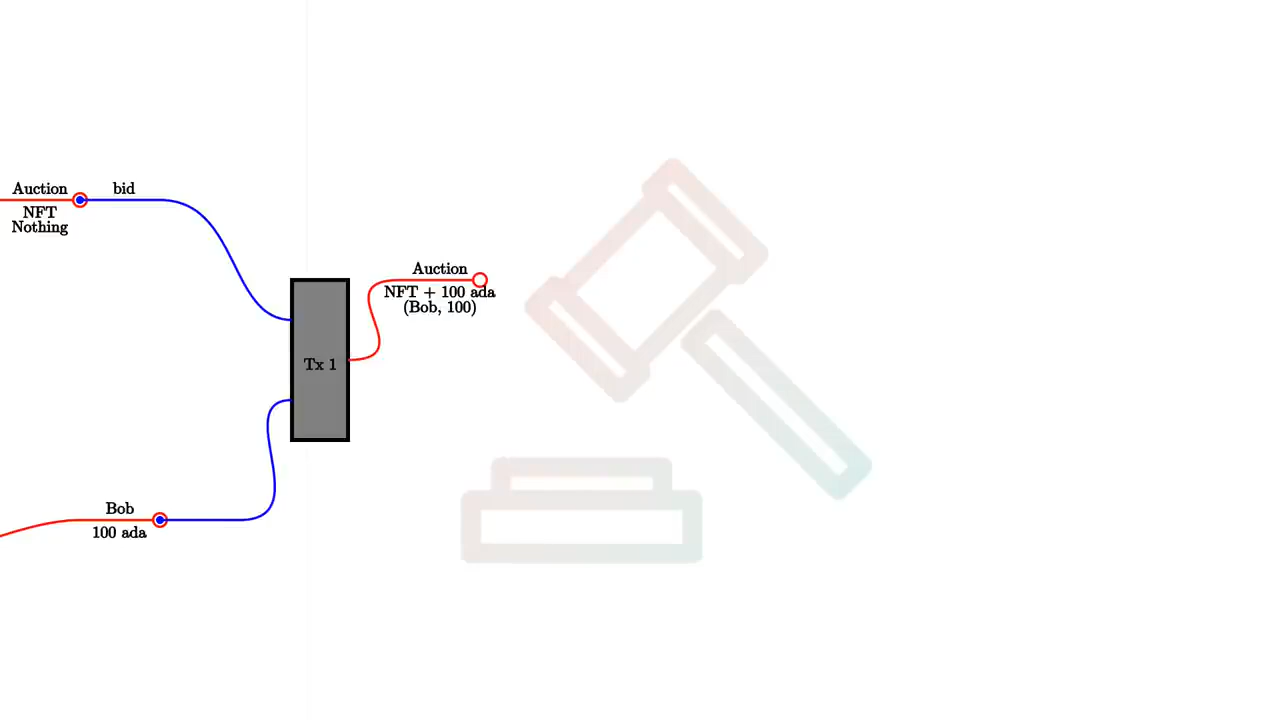 Auction
bid
NFT
Nothing
Auction
NFT + 100 ada
(Bob, 100)
Tx 1
Bob
100 ada